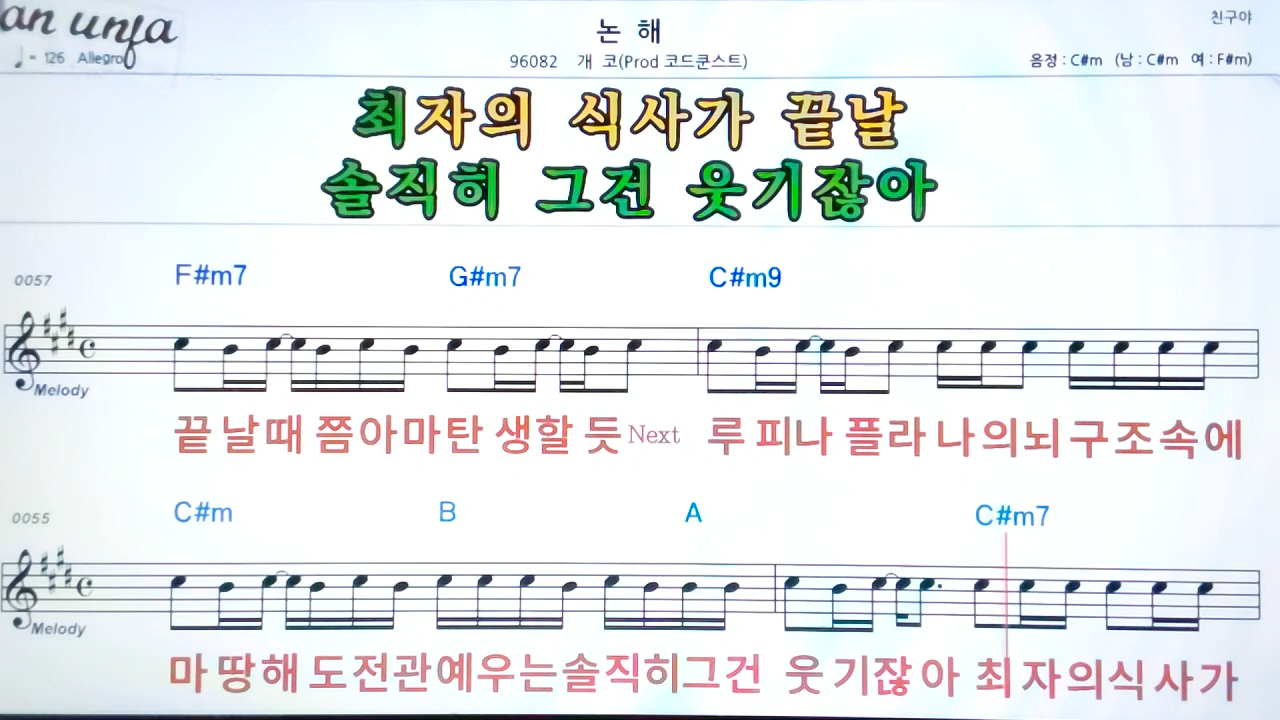 an unfa
♩= 126 Allegro
논 해
친구야
96082 개 코(Prod 코드쿤스트)
음정 : C#m (남 : C#m 여 : F#m)
최자의 식사가 끝날
솔직히 그건 웃기잖아
0057
F#m7 G#m7 C#m9
Melody
끝 날 때 쯤 아 마 탄 생 할 듯 Next 루 피 나 플 라 나 의 뇌 구 조 속 에
0055
C#m B A C#m7
Melody
마 땅 해 도 전 관 예 우 는 솔 직 히 그 건 웃 기 잖 아 최 자 의 식 사 가